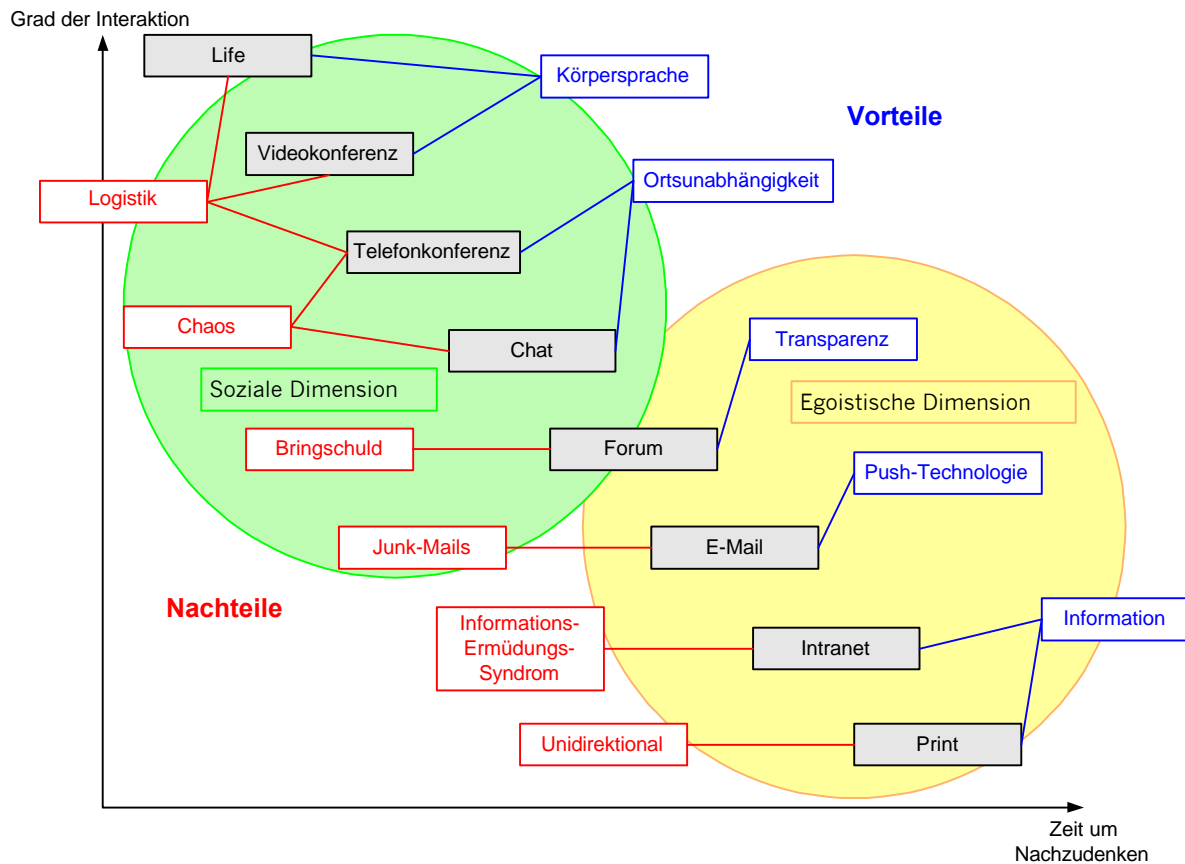 Grad der Interaktion
Life
Körpersprache
Vorteile
Videokonferenz
Logistik
Ortsunabhängigkeit
Telefonkonferenz
Chaos
Transparenz
Chat
Soziale Dimension
Egoistische Dimension
Bringschuld
Forum
Push-Technologie
Junk-Mails
E-Mail
Nachteile
Informations-
Ermüdungs-
Syndrom
Intranet
Information
Unidirektional
Print
Zeit um
Nachzudenken